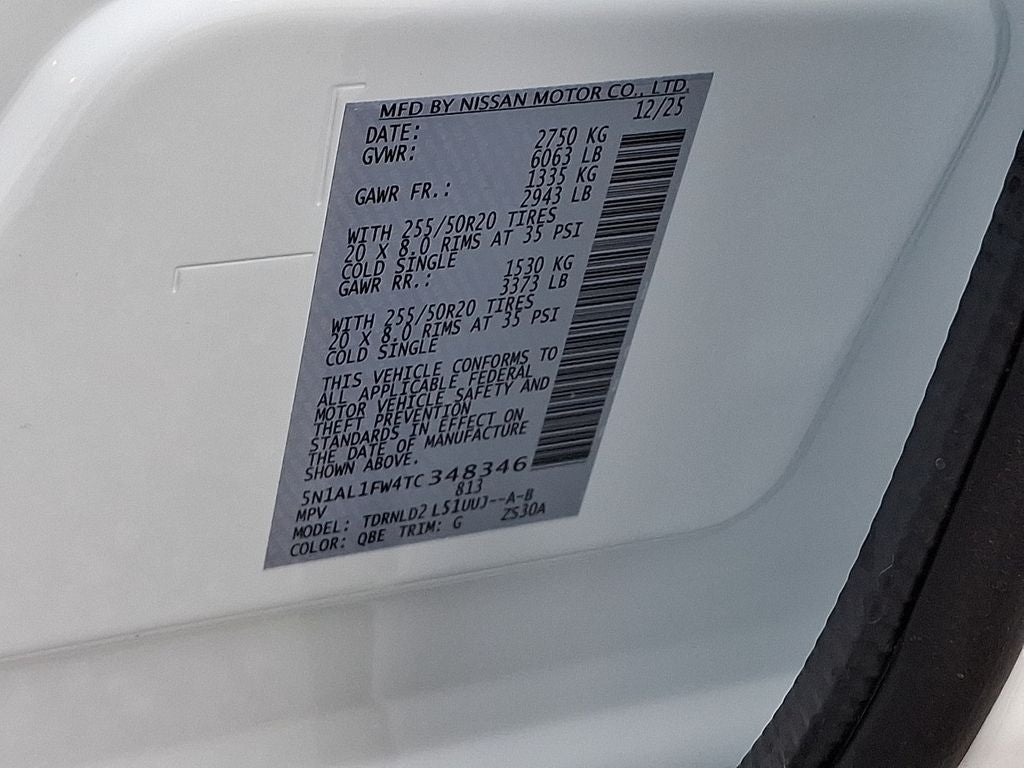 MFD BY NISSAN MOTOR CO., LTD.
DATE: 12/25
GVWR: 2750 KG
6063 LB
GAWR FR.: 1335 KG
2943 LB
WITH 255/50R20 TIRES
20 X 8.0 RIMS AT 35 PSI
COLD SINGLE
GAWR RR.: 1530 KG
3373 LB
WITH 255/50R20 TIRES
20 X 8.0 RIMS AT 35 PSI
COLD SINGLE
THIS VEHICLE CONFORMS TO
ALL APPLICABLE FEDERAL
MOTOR VEHICLE SAFETY AND
THEFT PREVENTION
STANDARDS IN EFFECT ON
THE DATE OF MANUFACTURE
SHOWN ABOVE.
5N1AL1FW4TC348346
MPV 813
MODEL: TDRNLD2 L51UUJ--A-B
COLOR: QBE TRIM: G ZS30A